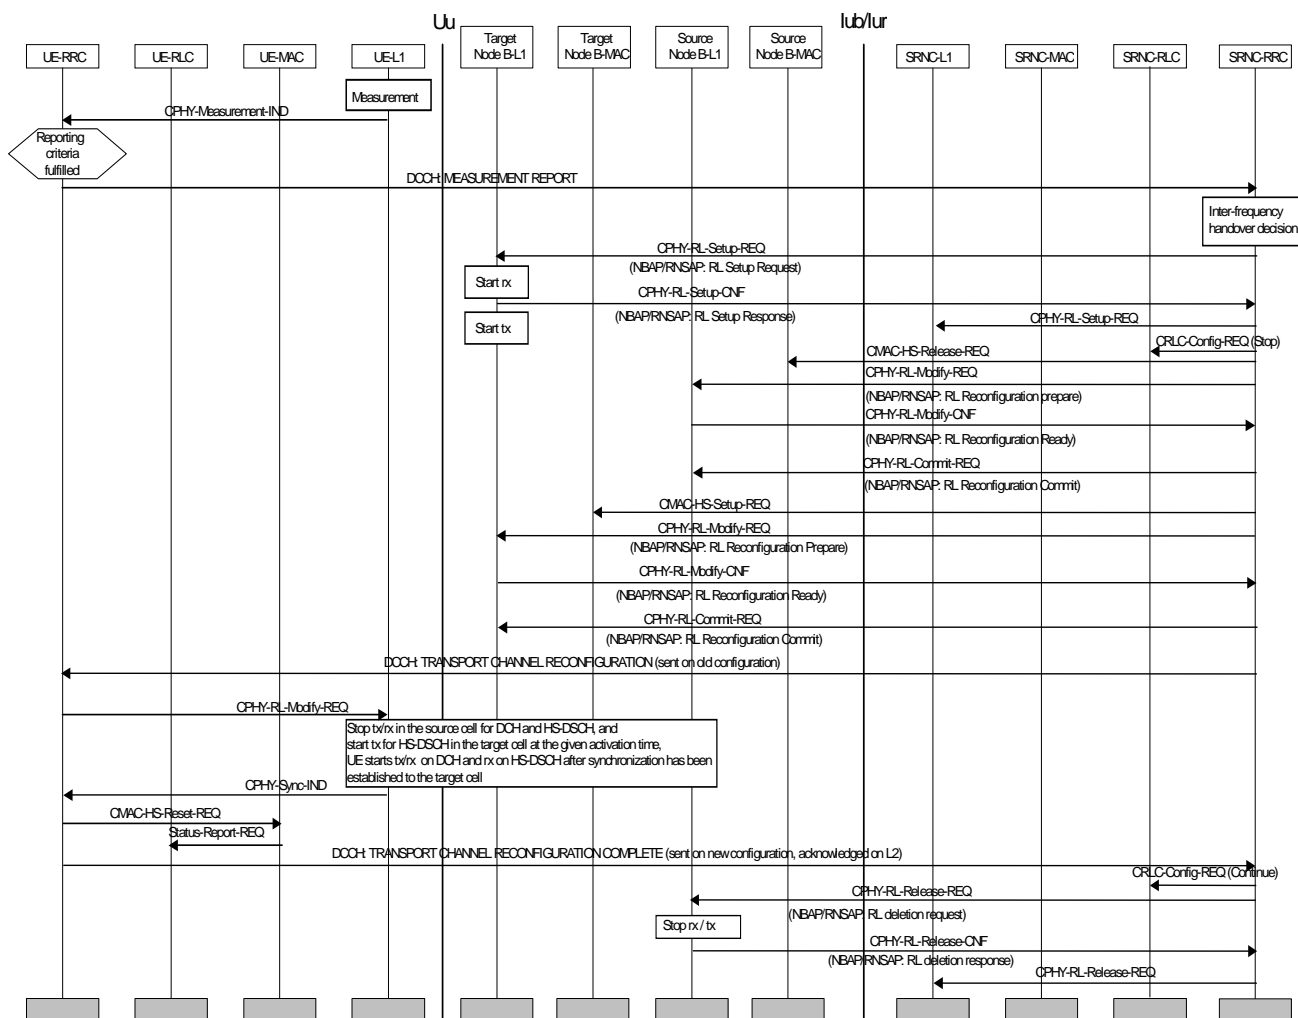 Uu
Iub/Iur
UE-RRC
UE-RLC
UE-MAC
UE-L1
Target
Node B-L1
Target
Node B-MAC
Source
Node B-L1
Source
Node B-MAC
SRNC-L1
SRNC-MAC
SRNC-RLC
SRNC-RRC
Measurement
CPHY-Measurement-IND
Reporting
criteria
fulfilled
DCCH: MEASUREMENT REPORT
Inter-frequency
handover decision
CPHY-RL-Setup-REQ
(NBAP/RNSAP: RL Setup Request)
Start rx
CPHY-RL-Setup-CNF
(NBAP/RNSAP: RL Setup Response)
Start tx
CPHY-RL-Setup-REQ
CRLC-Config-REQ (Stop)
CMAC-HS-Release-REQ
CPHY-RL-Modify-REQ
(NBAP/RNSAP: RL Reconfiguration prepare)
CPHY-RL-Modify-CNF
(NBAP/RNSAP: RL Reconfiguration Ready)
CPHY-RL-Commit-REQ
(NBAP/RNSAP: RL Reconfiguration Commit)
CMAC-HS-Setup-REQ
CPHY-RL-Modify-REQ
(NBAP/RNSAP: RL Reconfiguration Prepare)
CPHY-RL-Modify-CNF
(NBAP/RNSAP: RL Reconfiguration Ready)
CPHY-RL-Commit-REQ
(NBAP/RNSAP: RL Reconfiguration Commit)
DCCH: TRANSPORT CHANNEL RECONFIGURATION (sent on old configuration)
CPHY-RL-Modify-REQ
Stop tx/rx in the source cell for DCH and HS-DSCH, and
start tx for HS-DSCH in the target cell at the given activation time,
UE starts tx/rx on DCH and rx on HS-DSCH after synchronization has been
established to the target cell
CPHY-Sync-IND
CMAC-HS-Reset-REQ
Status-Report-REQ
DCCH: TRANSPORT CHANNEL RECONFIGURATION COMPLETE (sent on new configuration, acknowledged on L2)
CRLC-Config-REQ (Continue)
CPHY-RL-Release-REQ
(NBAP/RNSAP: RL deletion request)
Stop rx / tx
CPHY-RL-Release-CNF
(NBAP/RNSAP: RL deletion response)
CPHY-RL-Release-REQ